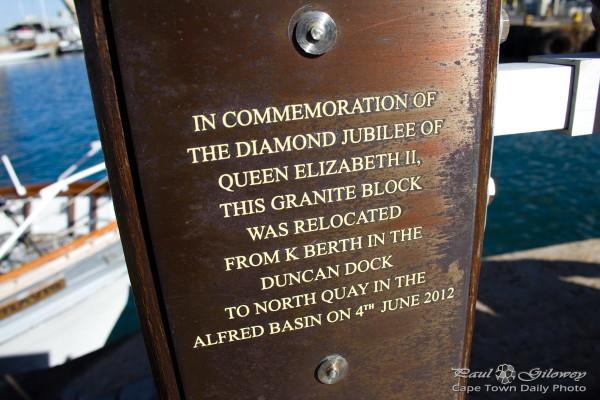 IN COMMEMORATION OF
THE DIAMOND JUBILEE OF
QUEEN ELIZABETH II,
THIS GRANITE BLOCK
WAS RELOCATED
FROM K BERTH IN THE
DUNCAN DOCK
TO NORTH QUAY IN THE
ALFRED BASIN ON 4TH JUNE 2012
Paul Gilowey
Cape Town Daily Photo